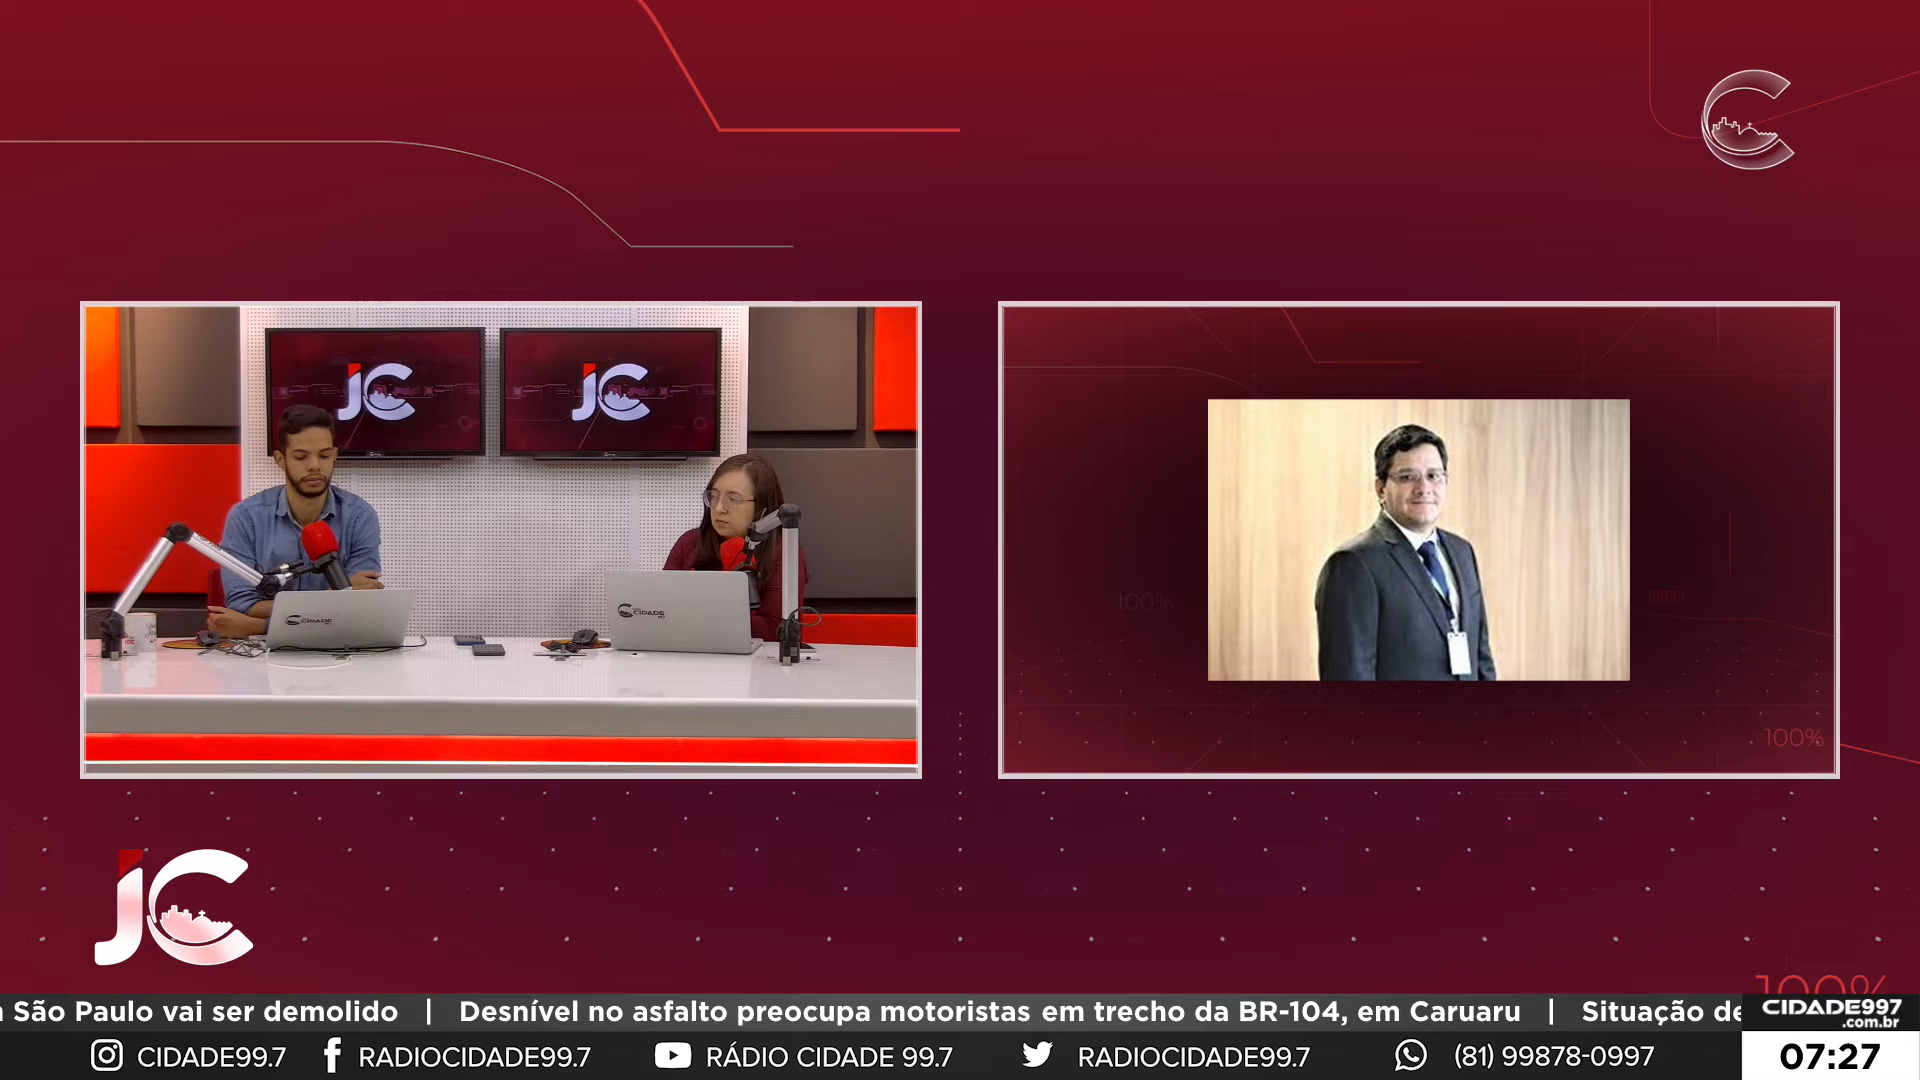 JC
JC
CIDADE
CIDADE
100%
100%
JC
100%
São Paulo vai ser demolido | Desnível no asfalto preocupa motoristas em trecho da BR-104, em Caruaru | Situação
CIDADE997
.com.br
CIDADE99.7 RADIOCIDADE99.7 RÁDIO CIDADE 99.7 RADIOCIDADE99.7 (81) 99878-0997
07:27